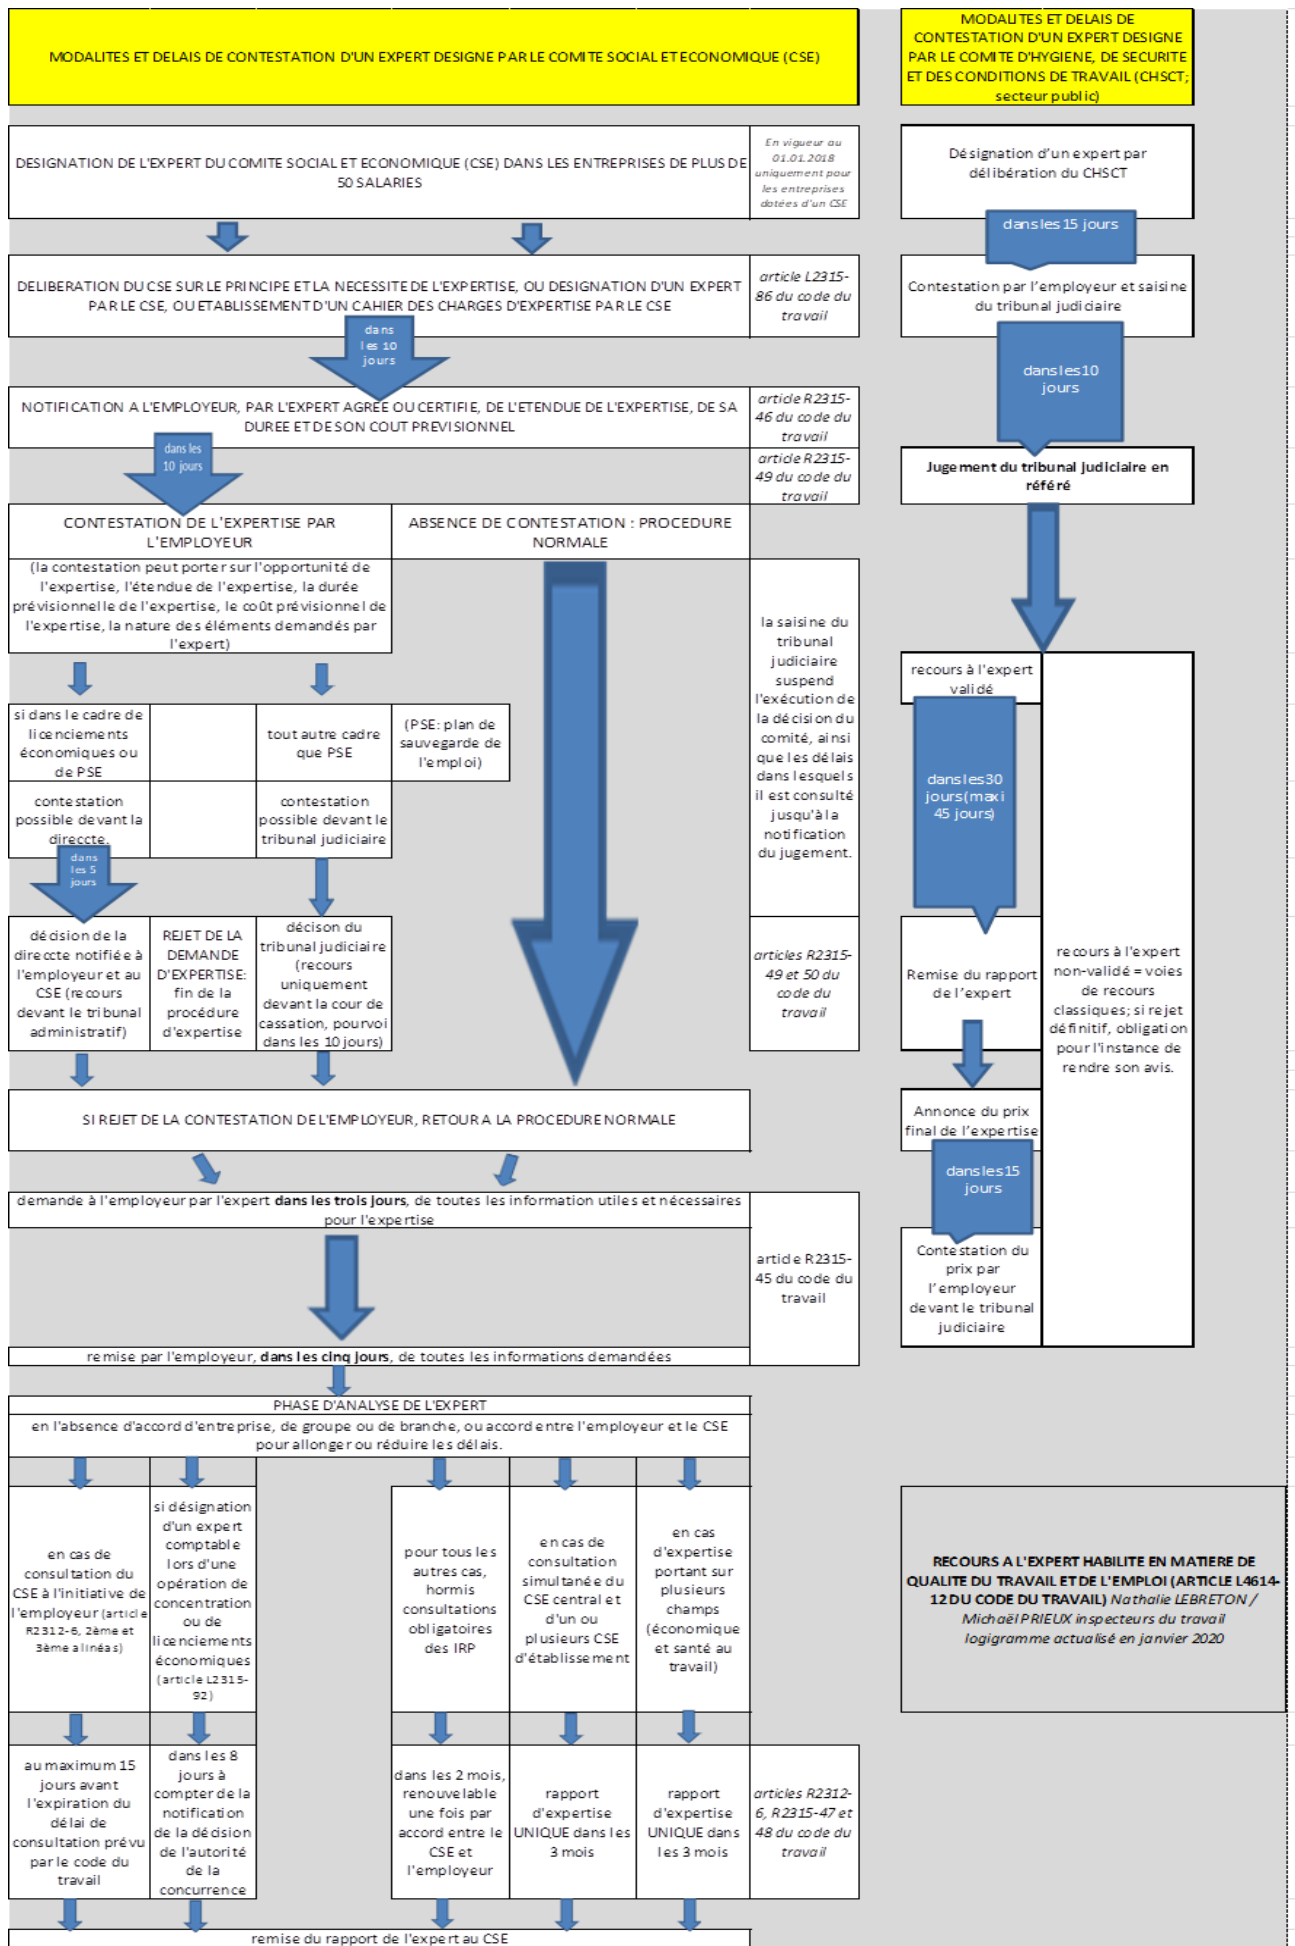 MODALITES ET DELAIS DE CONTESTATION D'UN EXPERT DESIGNE PAR LE COMITE SOCIAL ET ECONOMIQUE (CSE)
DESIGNATION DE L'EXPERT DU COMITE SOCIAL ET ECONOMIQUE (CSE) DANS LES ENTREPRISES DE PLUS DE
50 SALARIES
En vigueur au
01.01.2018
uniquement pour
les entreprises
dotées d'un CSE
DELIBERATION DU CSE SUR LE PRINCIPE ET LA NECESSITE DE L'EXPERTISE, OU DESIGNATION D'UN EXPERT
PAR LE CSE, OU ETABLISSEMENT D'UN CAHIER DES CHARGES D'EXPERTISE PAR LE CSE
article L2315-
86 du code du
travail
dans
les 10
jours
NOTIFICATION A L'EMPLOYEUR, PAR L'EXPERT AGREE OU CERTIFIE, DE L'ETENDUE DE L'EXPERTISE, DE SA
DUREE ET DE SON COUT PREVISIONNEL
article R2315-
46 du code du
travail
dans les
10 jours
article R2315-
49 du code du
travail
CONTESTATION DE L'EXPERTISE PAR
L'EMPLOYEUR
ABSENCE DE CONTESTATION : PROCEDURE
NORMALE
(la contestation peut porter sur l'opportunité de
l'expertise, l'étendue de l'expertise, la durée
prévisionnelle de l'expertise, le coût prévisionnel de
l'expertise, la nature des éléments demandés par
l'expert)
la saisine du
tribunal
judiciaire
suspend
l'exécution de
la décision du
comité, ainsi
que les délais
dans lesquels
il est consulté
jusqu'à la
notification
du jugement.
si dans le cadre de
licenciements
économiques ou
de PSE
tout autre cadre
que PSE
(PSE: plan de
sauvegarde de
l'emploi)
contestation
possible devant la
direccte.
contestation
possible devant le
tribunal judiciaire
dans
les 5
jours
décision de la
direccte notifiée à
l'employeur et au
CSE (recours
devant le tribunal
administratif)
REJET DE LA
DEMANDE
D'EXPERTISE:
fin de la
procédure
d'expertise
décison du
tribunal judiciaire
(recours
uniquement
devant la cour de
cassation, pourvoi
dans les 10 jours)
articles R2315-
49 et 50 du
code du
travail
SI REJET DE LA CONTESTATION DE L'EMPLOYEUR, RETOUR A LA PROCEDURE NORMALE
demande à l'employeur par l'expert dans les trois jours, de toutes les information utiles et nécessaires
pour l'expertise
article R2315-
45 du code du
travail
remise par l'employeur, dans les cinq jours, de toutes les informations demandées
PHASE D'ANALYSE DE L'EXPERT
en l'absence d'accord d'entreprise, de groupe ou de branche, ou accord entre l'employeur et le CSE
pour allonger ou réduire les délais.
en cas de
consultation du
CSE à l'initiative de
l'employeur (article
R2312-6, 2ème et
3ème alinéas)
si désignation
d'un expert
comptable
lors d'une
opération de
concentration
ou de
licenciements
économiques
(article L2315-
92)
pour tous les
autres cas,
hormis
consultations
obligatoires
des IRP
en cas de
consultation
simultanée du
CSE central et
d'un ou
plusieurs CSE
d'établissement
en cas
d'expertise
portant sur
plusieurs
champs
(économique
et santé au
travail)
au maximum 15
jours avant
l'expiration du
délai de
consultation prévu
par le code du
travail
dans les 8
jours à
compter de la
notification
de la décision
de l'autorité
de la
concurrence
dans les 2 mois,
renouvelable
une fois par
accord entre le
CSE et
l'employeur
rapport
d'expertise
UNIQUE dans les
3 mois
rapport
d'expertise
UNIQUE dans
les 3 mois
articles R2312-
6, R2315-47 et
48 du code du
travail
remise du rapport de l'expert au CSE
MODALITES ET DELAIS DE
CONTESTATION D'UN EXPERT DESIGNE
PAR LE COMITE D'HYGIENE, DE SECURITE
ET DES CONDITIONS DE TRAVAIL (CHSCT;
secteur public)
Désignation d'un expert par
délibération du CHSCT
dans les 15 jours
Contestation par l'employeur et saisine
du tribunal judiciaire
dans les 10
jours
Jugement du tribunal judiciaire en
référé
recours à l'expert
validé
dans les 30
jours (maxi
45 jours)
Remise du rapport
de l'expert
recours à l'expert
non-validé = voies
de recours
classiques; si rejet
définitif, obligation
pour l'instance de
rendre son avis.
Annonce du prix
final de l'expertise
dans les 15
jours
Contestation du
prix par
l'employeur
devant le tribunal
judiciaire
RECOURS A L'EXPERT HABILITE EN MATIERE DE
QUALITE DU TRAVAIL ET DE L'EMPLOI (ARTICLE L4614-
12 DU CODE DU TRAVAIL) Nathalie LEBRETON /
Michaël PRIEUX inspecteurs du travail
logigramme actualisé en janvier 2020